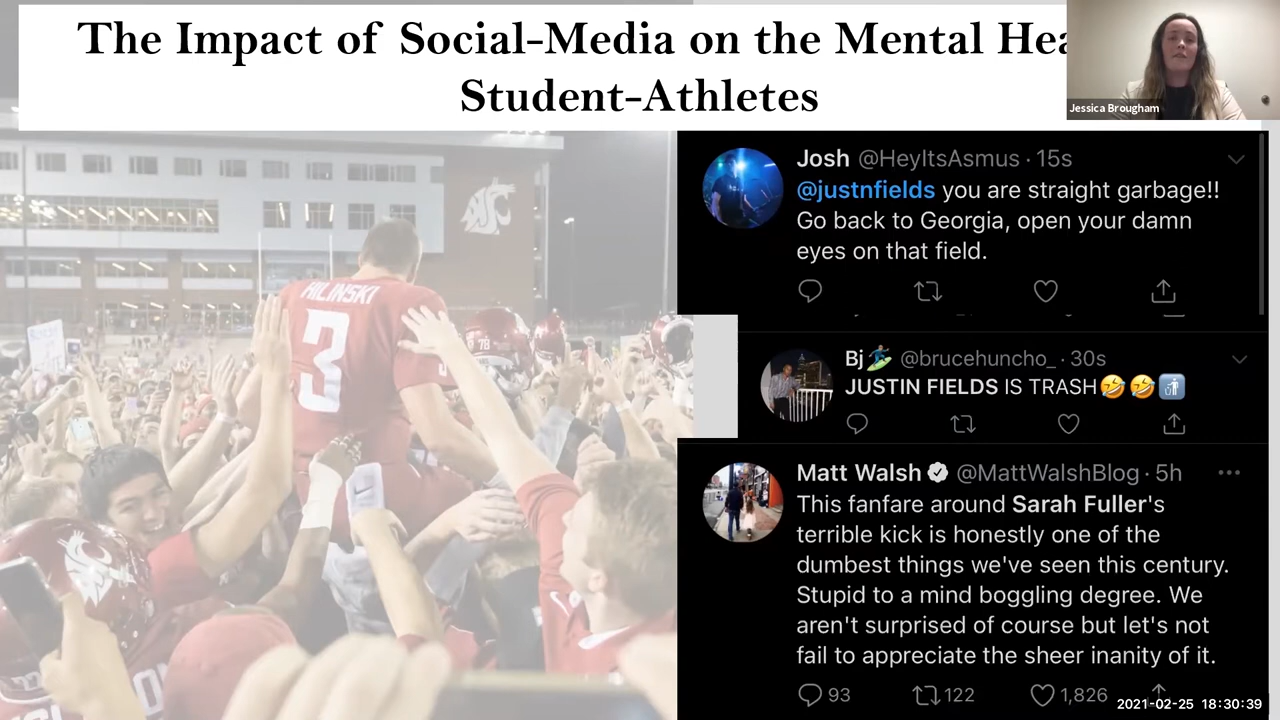 The Impact of Social-Media on the Mental Hea
Student-Athletes
Jessica Brougham
HILINSKI
3
78
Josh @HeyItsAsmus · 15s
@justnfields you are straight garbage!!
Go back to Georgia, open your damn
eyes on that field.
Bj🏄 @brucehuncho_ · 30s
JUSTIN FIELDS IS TRASH🤣🤣🚮
Matt Walsh @MattWalshBlog · 5h
This fanfare around Sarah Fuller's
terrible kick is honestly one of the
dumbest things we've seen this century.
Stupid to a mind boggling degree. We
aren't surprised of course but let's not
fail to appreciate the sheer inanity of it.
93 122 1,826
2021-02-25 18:30:39